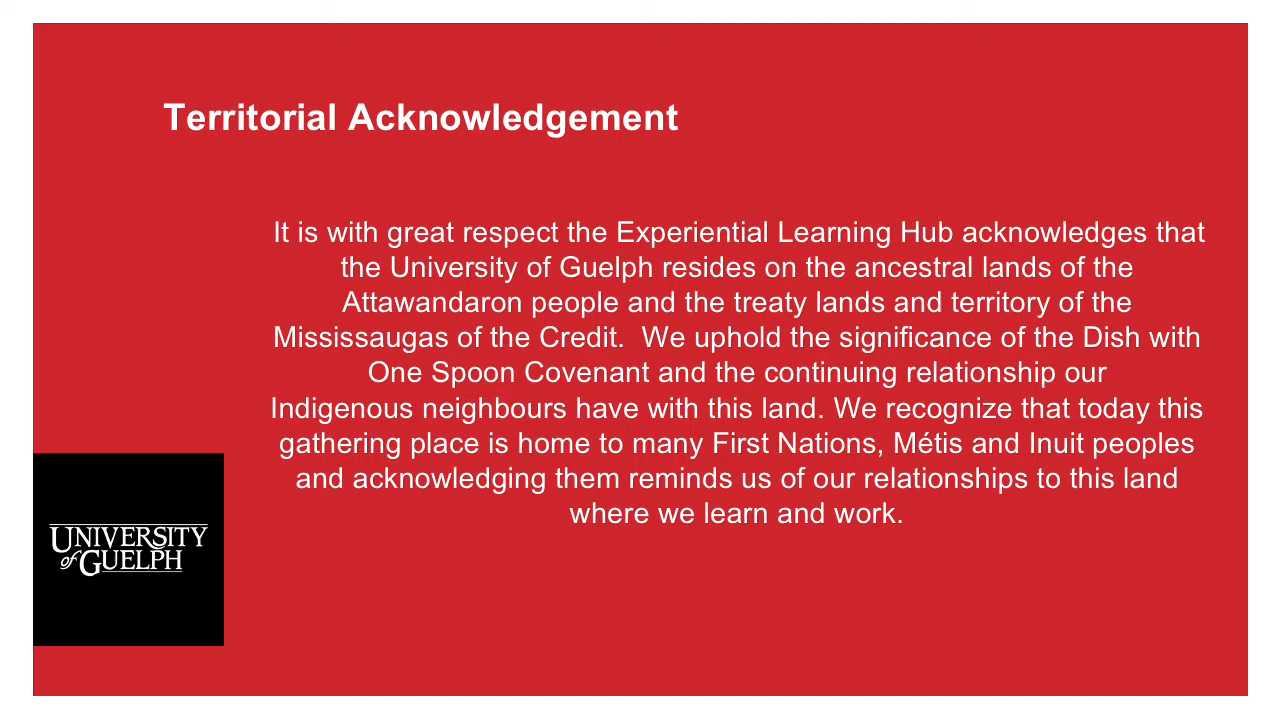 Territorial Acknowledgement
It is with great respect the Experiential Learning Hub acknowledges that
the University of Guelph resides on the ancestral lands of the
Attawandaron people and the treaty lands and territory of the
Mississaugas of the Credit.  We uphold the significance of the Dish with
One Spoon Covenant and the continuing relationship our
Indigenous neighbours have with this land. We recognize that today this
gathering place is home to many First Nations, Métis and Inuit peoples
and acknowledging them reminds us of our relationships to this land
where we learn and work.
UNIVERSITY
of GUELPH